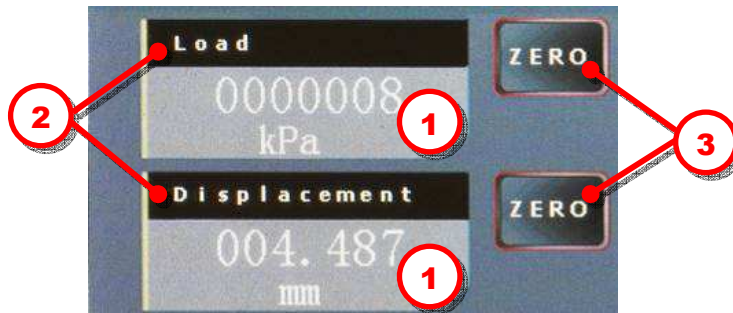 Load
ZERO
0000008
kPa
1
2
3
Displacement
ZERO
004.487
mm
1